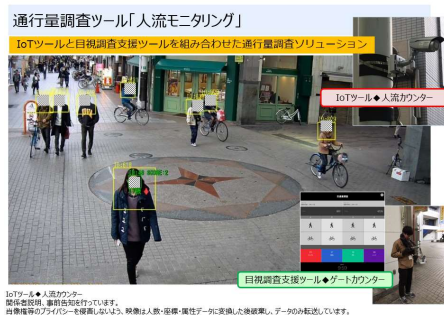 通行量調査ツール「人流モニタリング」
IoTツールと目視調査支援ツールを組み合わせた通行量調査ソリューション
IoTツール◆人流カウンター
目視調査支援ツール◆ゲートカウンター
IoTツール◆人流カウンター
関係者説明、事前告知を行っています。
肖像権等のプライバシーを侵害しないよう、映像は人数・座標・属性データに変換した後破棄し、データのみ転送しています。